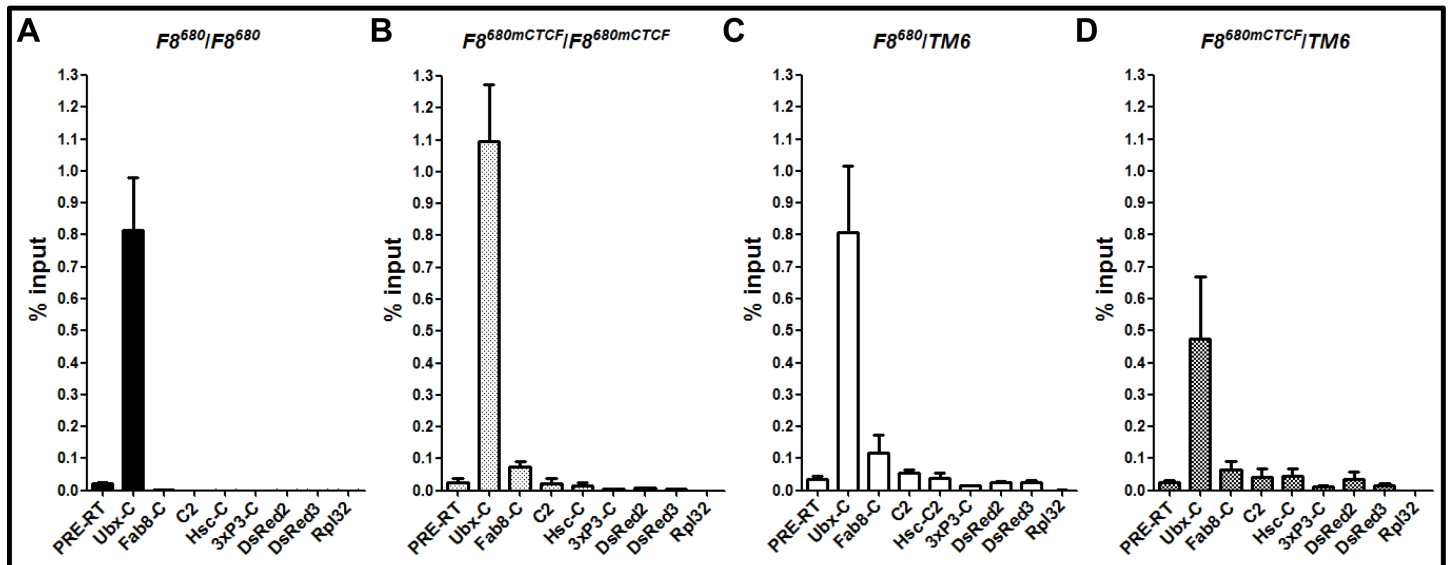 A
F8⁶⁸⁰/F8⁶⁸⁰
% input
1.3
1.2
1.1
1.0
0.9
0.8
0.7
0.6
0.5
0.4
0.3
0.2
0.1
0.0
PRE-RT
Ubx-C
Fab8-C
C2
Hsc-C
3xP3-C
DsRed2
DsRed3
Rpl32
B
F8⁶⁸⁰ᵐCTCF/F8⁶⁸⁰ᵐCTCF
% input
1.3
1.2
1.1
1.0
0.9
0.8
0.7
0.6
0.5
0.4
0.3
0.2
0.1
0.0
PRE-RT
Ubx-C
Fab8-C
C2
Hsc-C
3xP3-C
DsRed2
DsRed3
Rpl32
C
F8⁶⁸⁰/TM6
% input
1.3
1.2
1.1
1.0
0.9
0.8
0.7
0.6
0.5
0.4
0.3
0.2
0.1
0.0
PRE-RT
Ubx-C
Fab8-C
C2
Hsc-C2
3xP3-C
DsRed2
DsRed3
Rpl32
D
F8⁶⁸⁰ᵐCTCF/TM6
% input
1.3
1.2
1.1
1.0
0.9
0.8
0.7
0.6
0.5
0.4
0.3
0.2
0.1
0.0
PRE-RT
Ubx-C
Fab8-C
C2
Hsc-C
3xP3-C
DsRed2
DsRed3
Rpl32